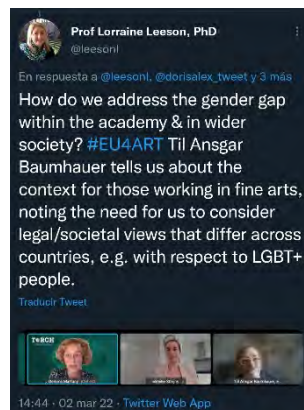 Prof Lorraine Leeson, PhD
@leesonl
En respuesta a @leesonl, @dorisalex_tweet y 3 más
How do we address the gender gap
within the academy & in wider
society? #EU4ART Til Ansgar
Baumhauer tells us about the
context for those working in fine arts,
noting the need for us to consider
legal/societal views that differ across
countries, e.g. with respect to LGBT+
people.
Traducir Tweet
TORCH
14:44 · 02 mar 22 · Twitter Web App